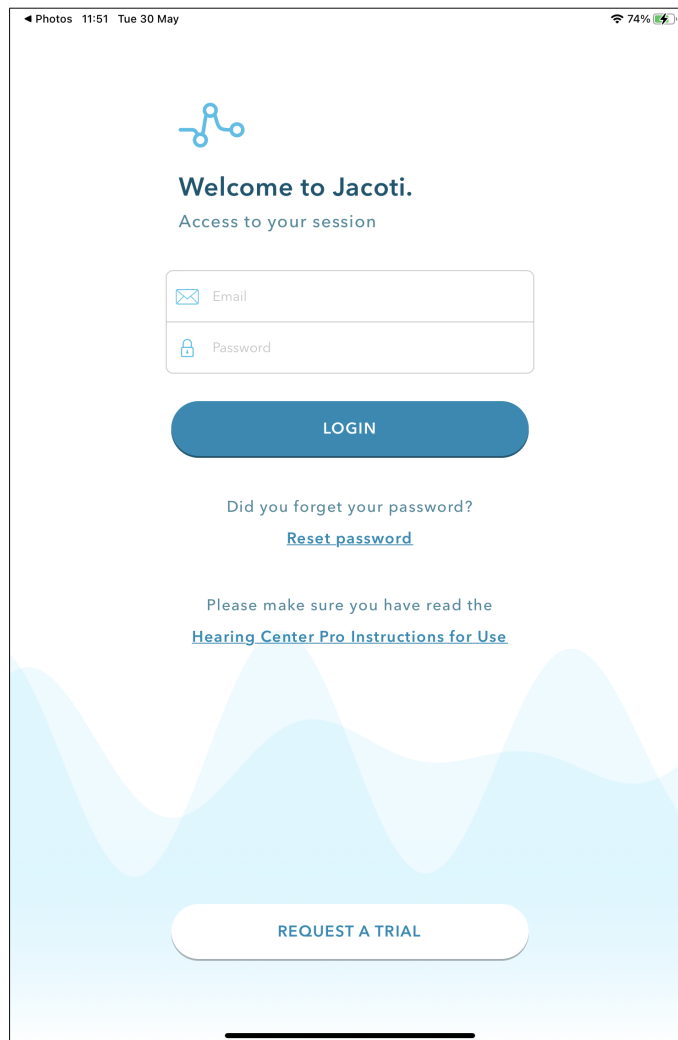 ◀ Photos 11:51 Tue 30 May 74%
Welcome to Jacoti.
Access to your session
Email
Password
LOGIN
Did you forget your password?
Reset password
Please make sure you have read the
Hearing Center Pro Instructions for Use
REQUEST A TRIAL